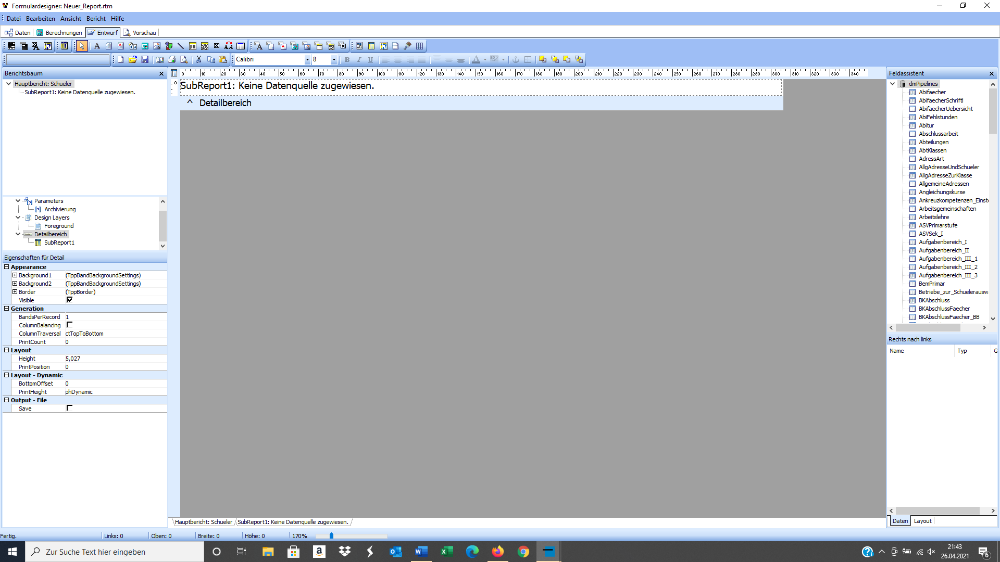 Formulardesigner: Neuer_Report.rtm
Datei Bearbeiten Ansicht Bericht Hilfe
Daten Berechnungen Entwurf Vorschau
Calibri 8
Berichtsbaum
Hauptbericht: Schueler
SubReport1: Keine Datenquelle zugewiesen.
Parameters
Archivierung
Design Layers
Foreground
Detailbereich
SubReport1
Eigenschaften für Detail
Appearance
Background1 (TppBandBackgroundSettings)
Background2 (TppBandBackgroundSettings)
Border (TppBorder)
Visible
Generation
BandsPerRecord 1
ColumnBalancing
ColumnTraversal ctTopToBottom
PrintCount 0
Layout
Height 5,027
PrintPosition 0
Layout - Dynamic
BottomOffset 0
PrintHeight phDynamic
Output - File
Save
0 10 20 30 40 50 60 70 80 90 100 110 120 130 140 150 160 170 180 190 200 210 220 230 240 250 260 270 280 290 300 310 320 330 340
0
SubReport1: Keine Datenquelle zugewiesen.
^ Detailbereich
Hauptbericht: Schueler SubReport1: Keine Datenquelle zugewiesen.
Feldassistent
dmPipelines
Abifaecher
AbifaecherSchriftl
AbifaecherUebersicht
AbiFehlstunden
Abitur
Abschlussarbeit
Abteilungen
AbtKlassen
AdressArt
AllgAdresseUndSchueler
AllgAdresseZurKlasse
AllgemeineAdressen
Angleichungskurse
Ankreuzkompetenzen_Einste
Arbeitsgemeinschaften
Arbeitslehre
ASVPrimarstufe
ASVSek_I
Aufgabenbereich_I
Aufgabenbereich_II
Aufgabenbereich_III_1
Aufgabenbereich_III_2
Aufgabenbereich_III_3
BemPrimar
Betriebe_zur_Schuelerausw
BKAbschluss
BKAbschlussFaecher
BKAbschlussFaecher_BB
Rechts nach links
Name Typ G
Daten Layout
Fertig. Links: 0 Oben: 0 Breite: 0 Höhe: 0 170%
Zur Suche Text hier eingeben
21:43
26.04.2021
6